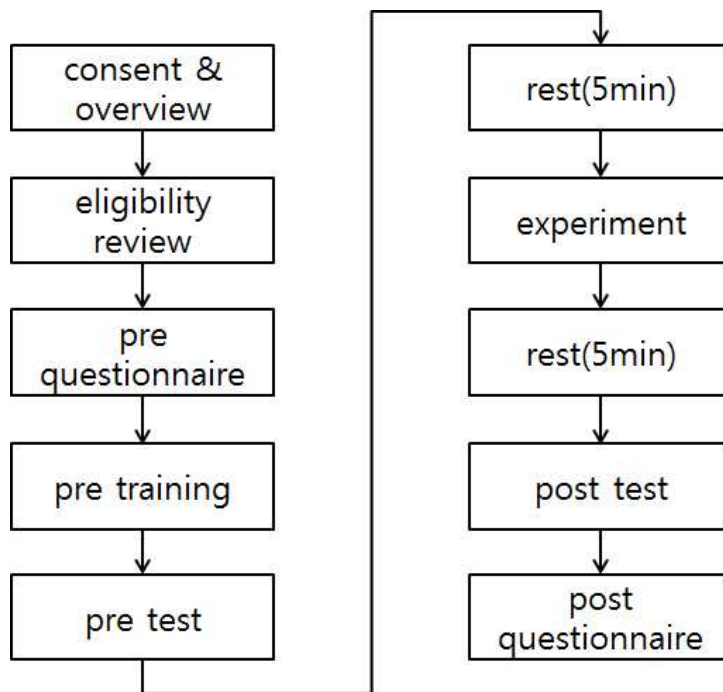 consent &
overview
eligibility
review
pre
questionnaire
pre training
pre test
rest(5min)
experiment
rest(5min)
post test
post
questionnaire